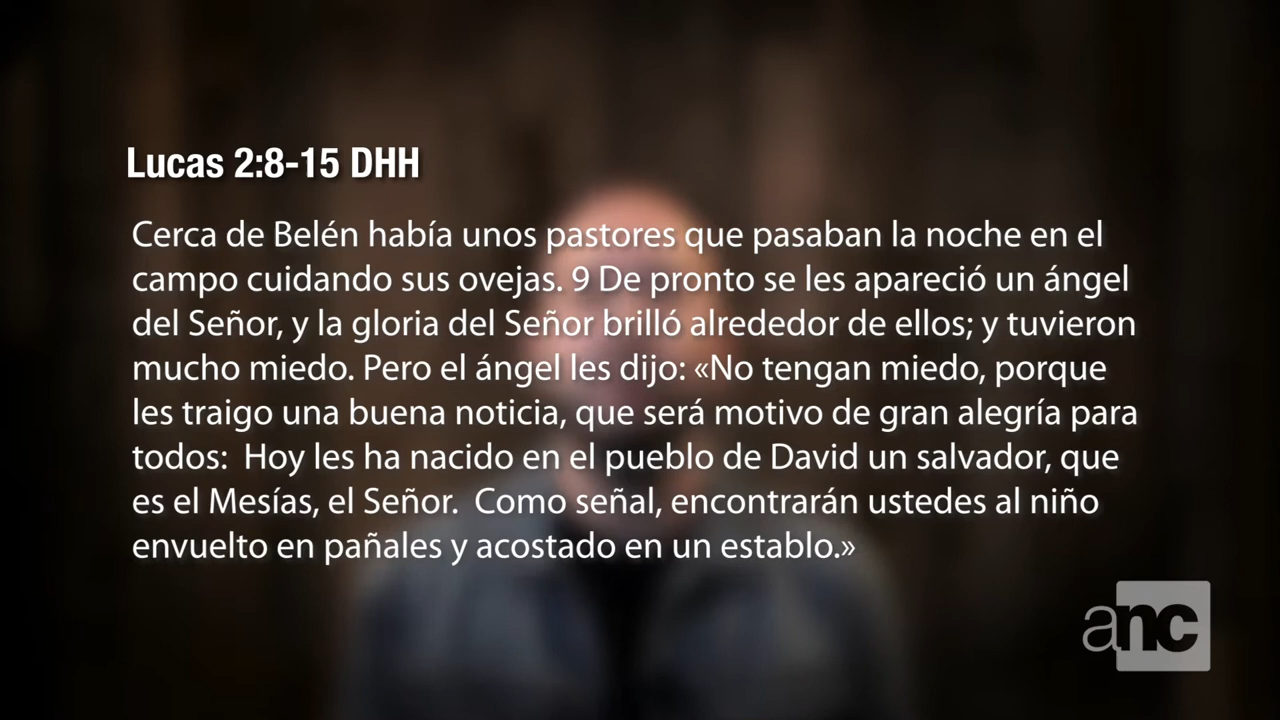 Lucas 2:8-15 DHH
Cerca de Belén había unos pastores que pasaban la noche en el
campo cuidando sus ovejas. 9 De pronto se les apareció un ángel
del Señor, y la gloria del Señor brilló alrededor de ellos; y tuvieron
mucho miedo. Pero el ángel les dijo: «No tengan miedo, porque
les traigo una buena noticia, que será motivo de gran alegría para
todos:  Hoy les ha nacido en el pueblo de David un salvador, que
es el Mesías, el Señor.  Como señal, encontrarán ustedes al niño
envuelto en pañales y acostado en un establo.»
anc